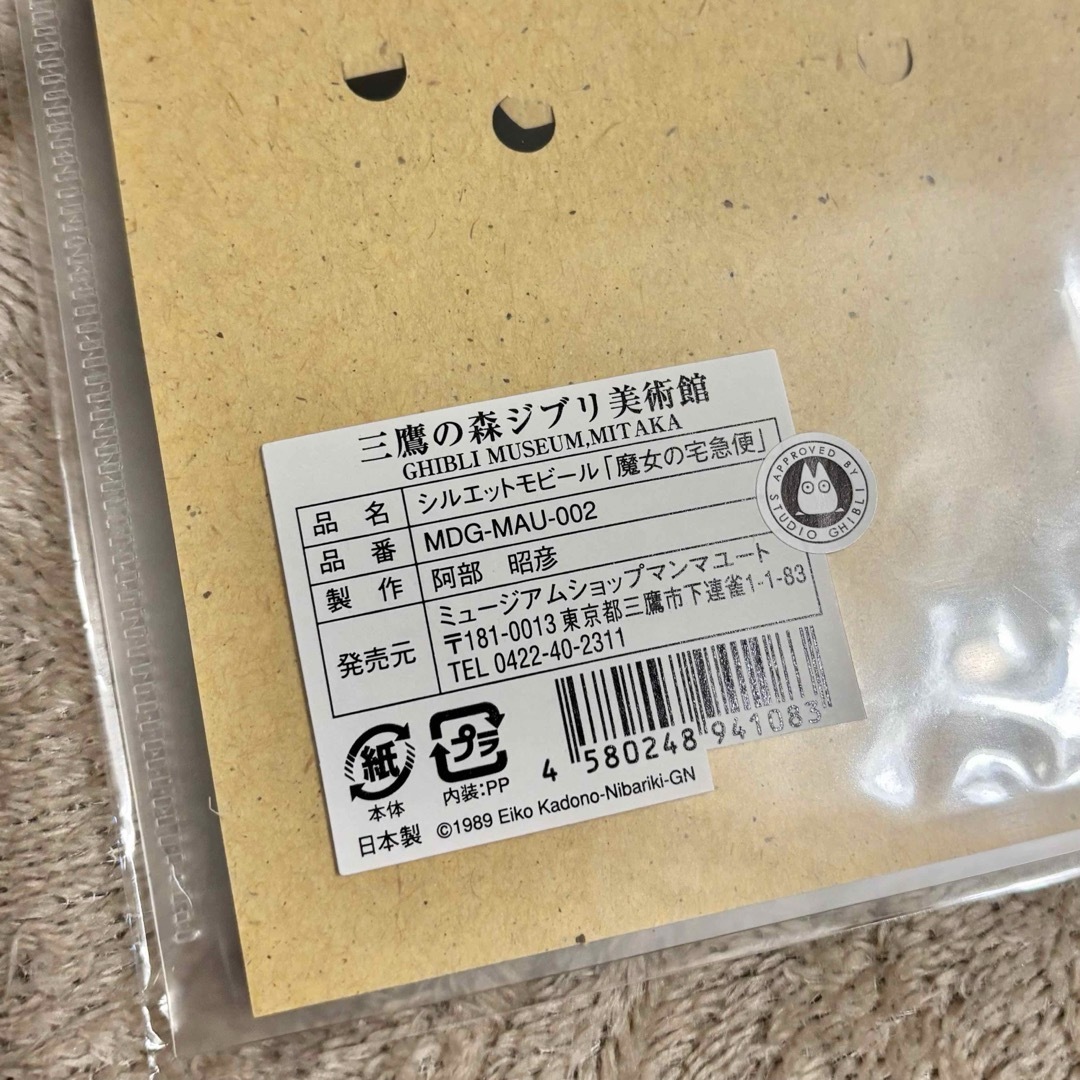 三鷹の森ジブリ美術館
GHIBLI MUSEUM,MITAKA
品名 シルエットモビール「魔女の宅急便」
品番 MDG-MAU-002
製作 阿部 昭彦
発売元 ミュージアムショップマンマユート
〒181-0013 東京都三鷹市下連雀1-1-83
TEL 0422-40-2311
APPROVED BY
STUDIO GHIBLI
紙
本体
プラ
内装:PP
4 580248 941083
日本製 ©1989 Eiko Kadono-Nibariki-GN